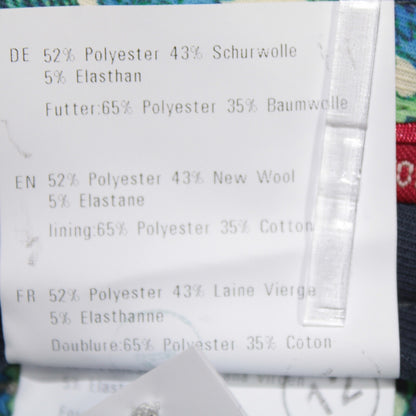 DE 52% Polyester 43% Schurwolle
5% Elasthan
Futter:65% Polyester 35% Baumwolle
EN 52% Polyester 43% New Wool
5% Elastane
lining:65% Polyester 35% Cotton
FR 52% Polyester 43% Laine Vierge
5% Elasthanne
Doublure:65% Polyester 35% Coton